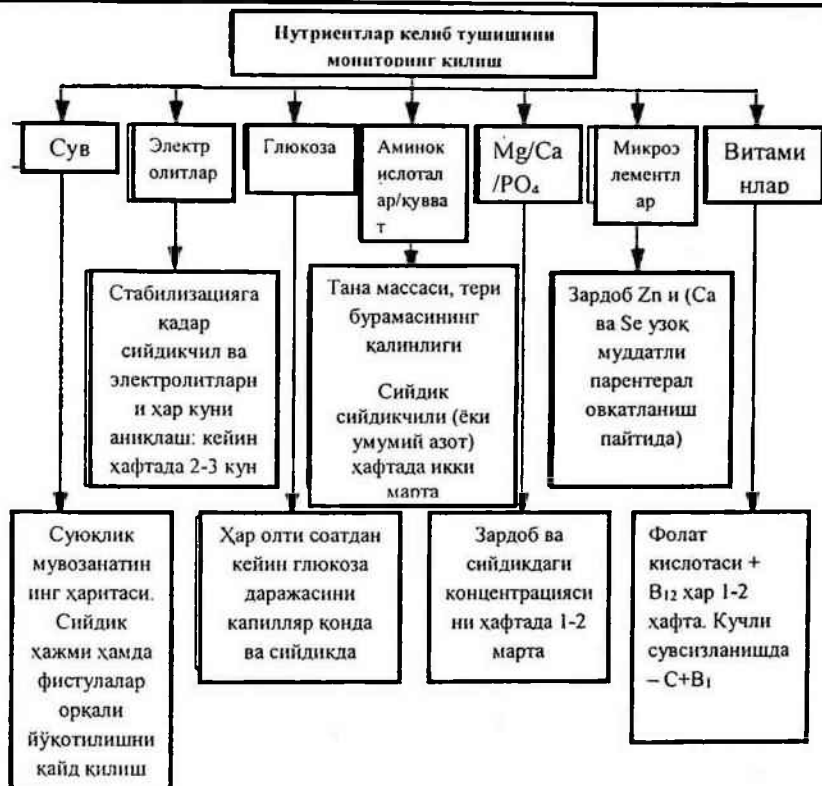 Нутриентлар келиб тушишини
мониторинг қилиш
Сув
Электр
олитлар
Глюкоза
Аминок
ислотал
ар/қувва
т
Mg/Ca
/PO₄
Микроэ
лементл
ар
Витами
нлар
Стабилизацияга
қадар
сийдикчил ва
электролитларн
и ҳар куни
аниқлаш: кейин
ҳафтада 2-3 кун
Тана массаси, тери
бурамасининг
қалинлиги
Сийдик
сийдикчили (ёки
умумий азот)
ҳафтада икки
марта
Зардоб Zn и (Ca
ва Se узоқ
муддатли
парентерал
овқатланиш
пайтида)
Суюқлик
мувозанатин
инг ҳаритаси.
Сийдик
ҳажми ҳамда
фистулалар
орқали
йўқотилишни
қайд қилиш
Ҳар олти соатдан
кейин глюкоза
даражасини
капилляр қонда
ва сийдикда
Зардоб ва
сийдикдаги
концентрацияси
ни ҳафтада 1-2
марта
Фолат
кислотаси +
B₁₂ ҳар 1-2
ҳафта. Кучли
сувсизланишда
– C+B₁